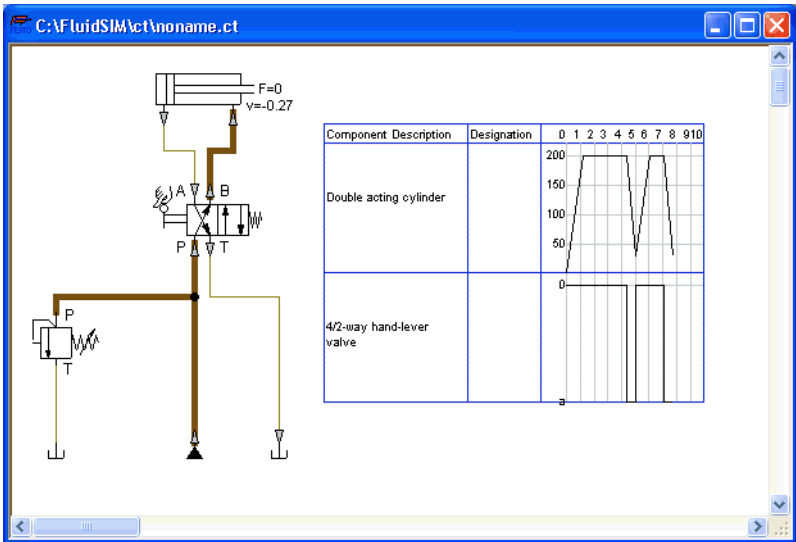 FESTO C:\FluidSIM\ct\noname.ct
F=0
v=-0.27
A B
P T
P
T
Component Description Designation 0 1 2 3 4 5 6 7 8 9 10
200
150
100
50
Double acting cylinder
0
4/2-way hand-lever
valve
a